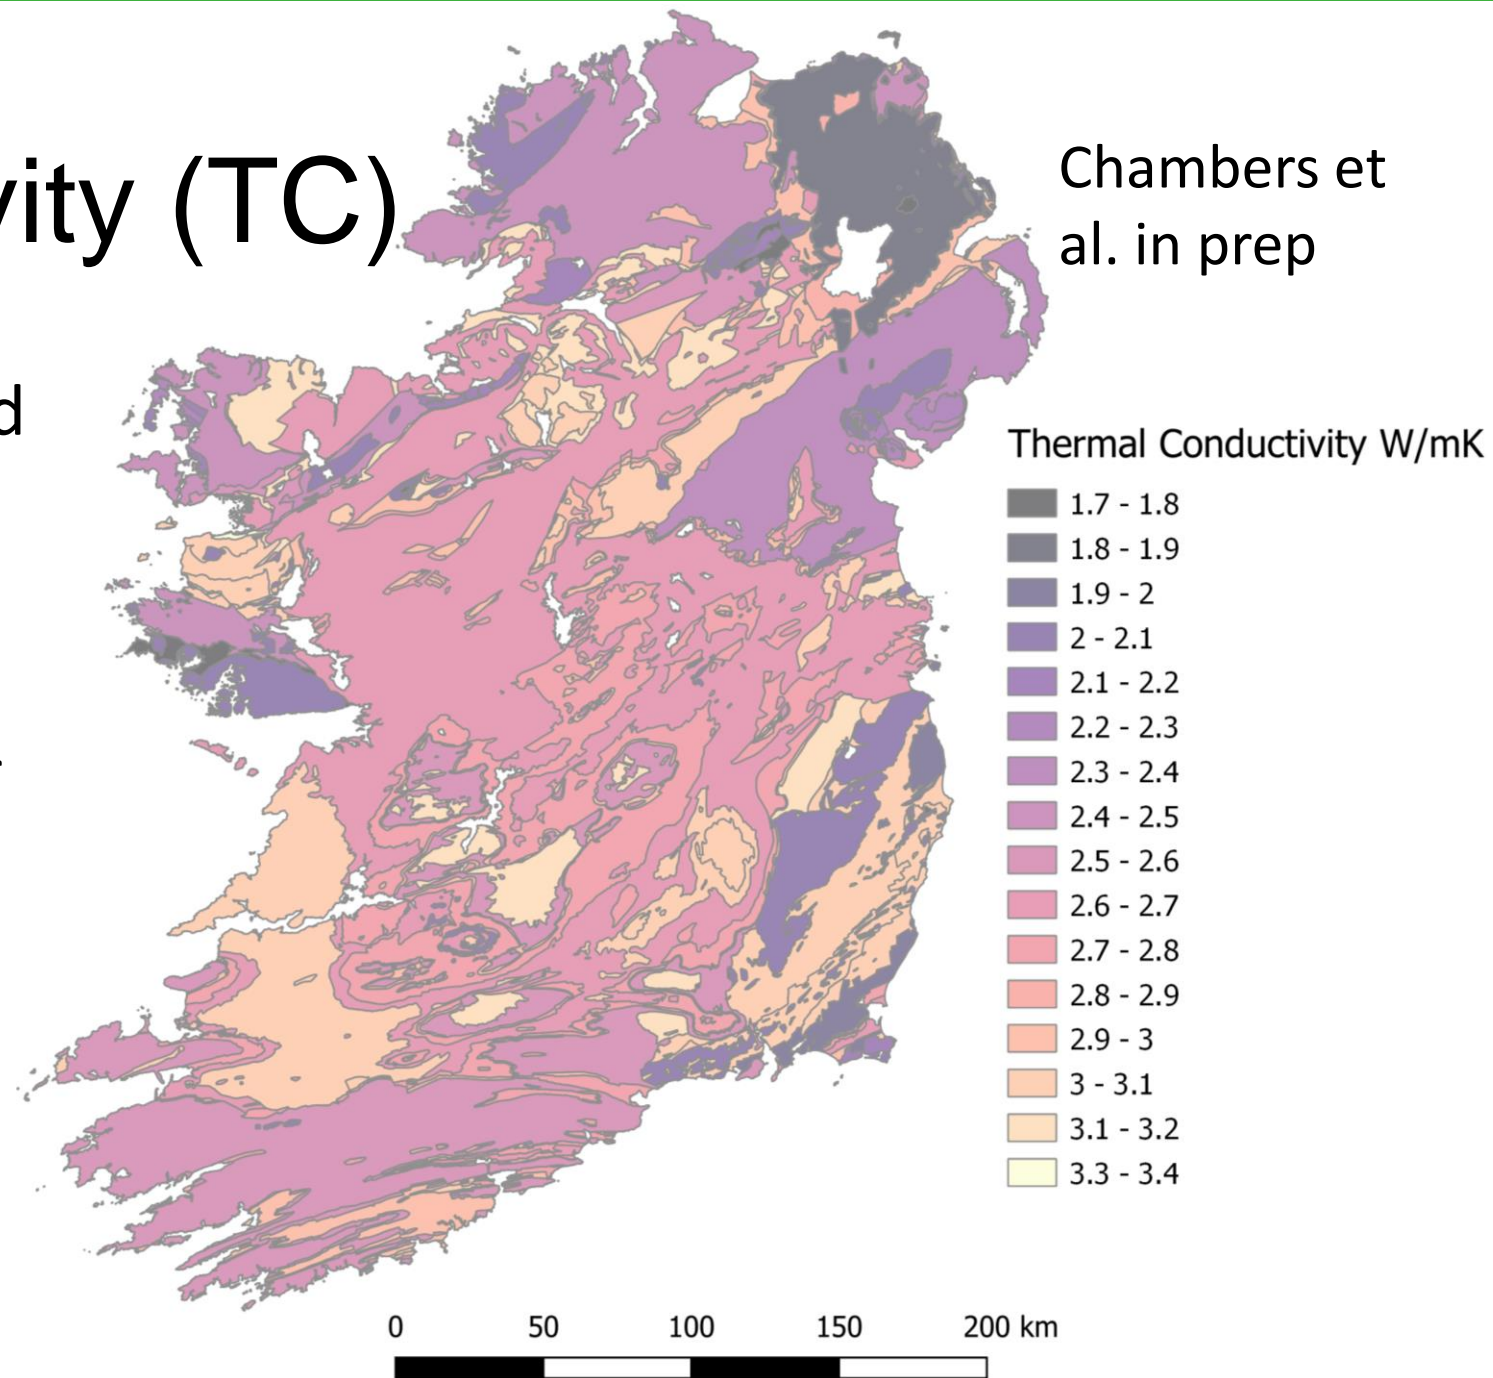 vity (TC)
Chambers et
al. in prep
d
Thermal Conductivity W/mK
1.7 - 1.8
1.8 - 1.9
1.9 - 2
2 - 2.1
2.1 - 2.2
2.2 - 2.3
2.3 - 2.4
2.4 - 2.5
2.5 - 2.6
2.6 - 2.7
2.7 - 2.8
2.8 - 2.9
2.9 - 3
3 - 3.1
3.1 - 3.2
3.3 - 3.4
0 50 100 150 200 km